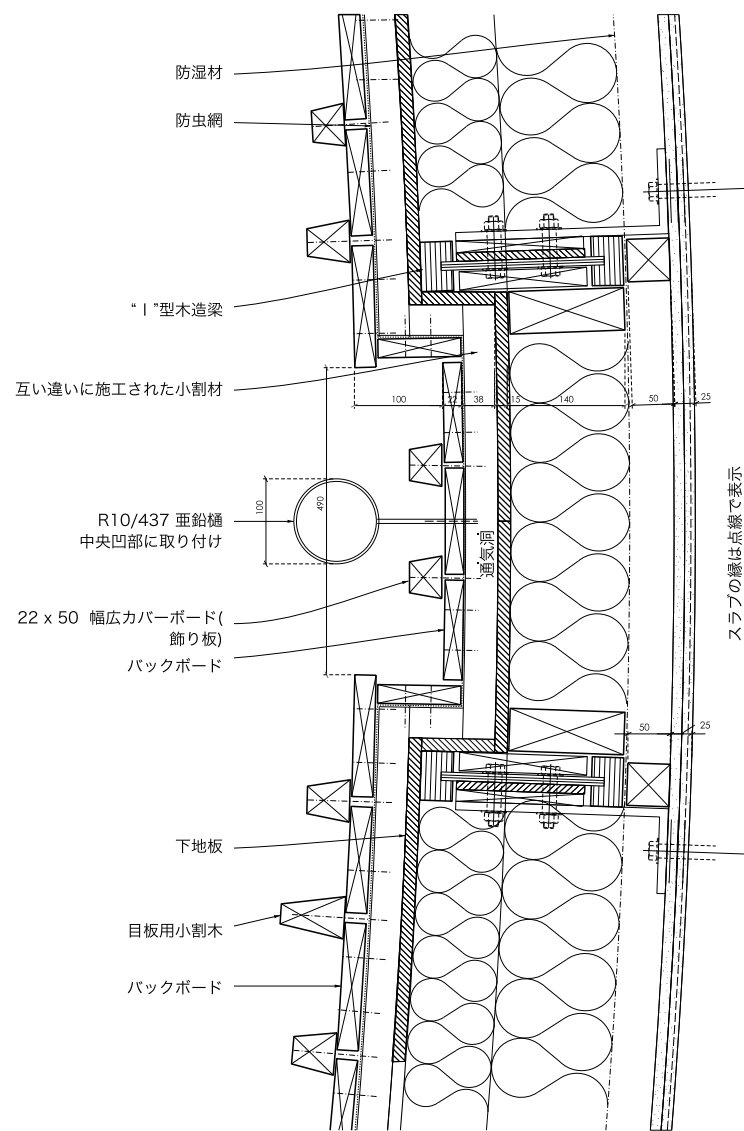 防湿材
防虫網
“ I ”型木造梁
互い違いに施工された小割材
100
22
38
15
140
50
25
100
490
R10/437 亜鉛樋
中央凹部に取り付け
通気洞
スラブの縁は点線で表示
22 x 50  幅広カバーボード(
飾り板)
バックボード
50
25
下地板
目板用小割木
バックボード